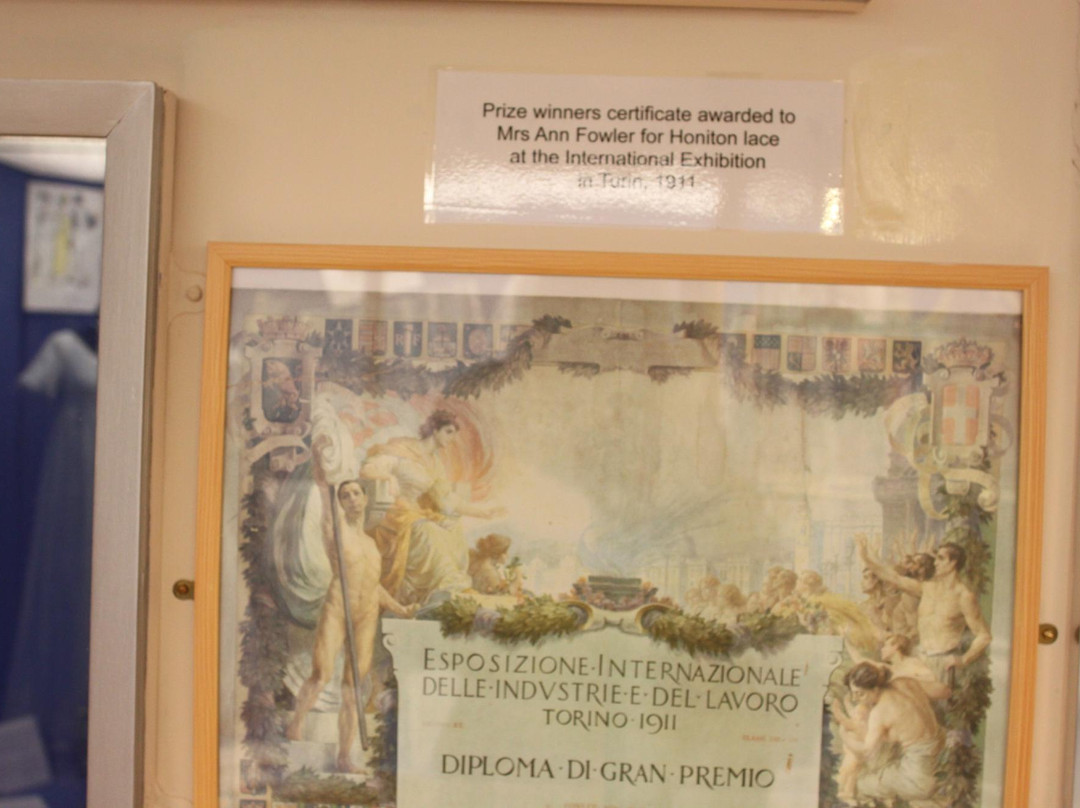 Prize winners certificate awarded to
Mrs Ann Fowler for Honiton lace
at the International Exhibition
in Turin, 1911
ESPOSIZIONE·INTERNAZIONALE
DELLE·INDVSTRIE·E·DEL·LAVORO
TORINO·1911
DIPLOMA·DI·GRAN·PREMIO